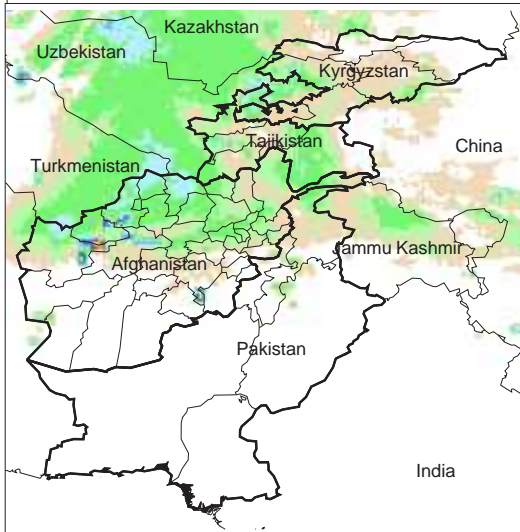 Kazakhstan
Uzbekistan
Kyrgyzstan
Tajikistan
China
Turkmenistan
Jammu Kashmir
Afghanistan
Pakistan
India